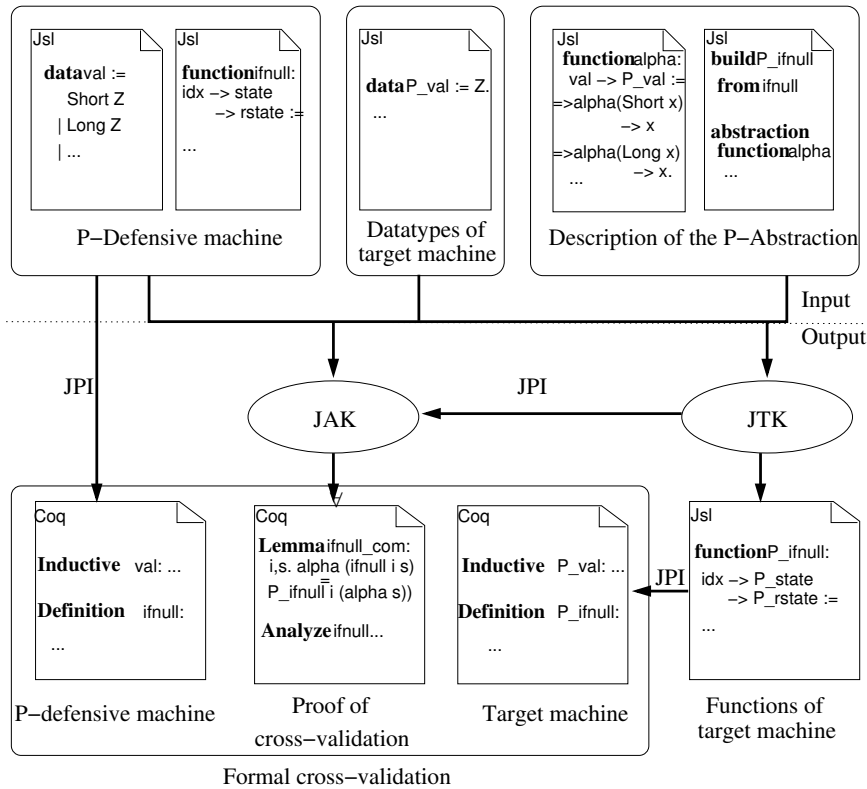 Jsl
data val :=
Short Z
| Long Z
| ...
Jsl
function ifnull:
idx −> state
−> rstate :=
...
P−Defensive machine
Jsl
data P_val := Z.
...
Datatypes of
target machine
Jsl
function alpha:
val −> P_val :=
=>alpha(Short x)
−> x
=>alpha(Long x)
−> x.
...
Jsl
build P_ifnull
from ifnull
abstraction
function alpha
...
Description of the P−Abstraction
Input
Output
JPI
JAK
JPI
JTK
Coq
Inductive val: ...
Definition ifnull:
...
P−defensive machine
Coq
∀
Lemma ifnull_com:
i,s. alpha (ifnull i s)
=
P_ifnull i (alpha s))
Analyze ifnull...
Proof of
cross−validation
Coq
Inductive P_val: ...
Definition P_ifnull:
...
Target machine
JPI
Jsl
function P_ifnull:
idx −> P_state
−> P_rstate :=
...
Functions of
target machine
Formal cross−validation